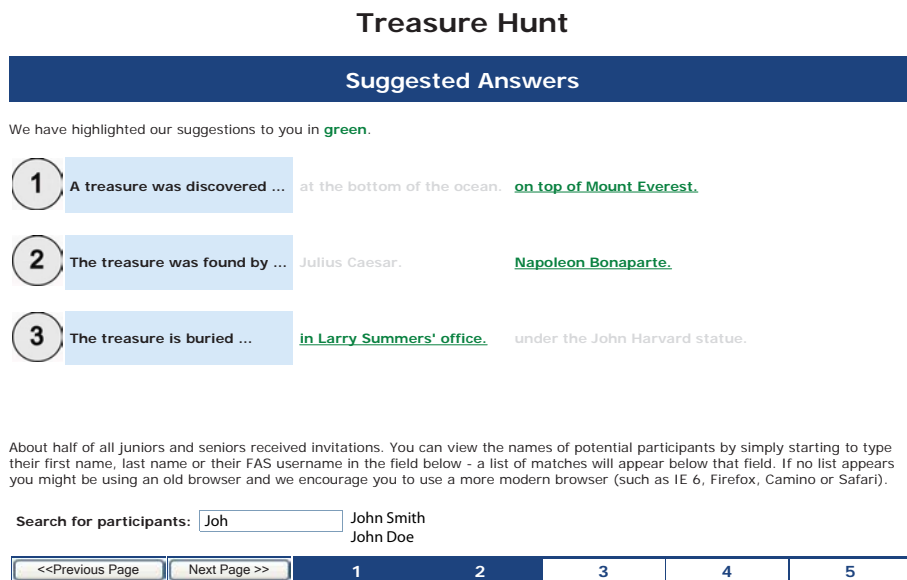 Treasure Hunt
Suggested Answers
We have highlighted our suggestions to you in green.
1 A treasure was discovered ... at the bottom of the ocean. on top of Mount Everest.
2 The treasure was found by ... Julius Caesar. Napoleon Bonaparte.
3 The treasure is buried ... in Larry Summers' office. under the John Harvard statue.
About half of all juniors and seniors received invitations. You can view the names of potential participants by simply starting to type
their first name, last name or their FAS username in the field below - a list of matches will appear below that field. If no list appears
you might be using an old browser and we encourage you to use a more modern browser (such as IE 6, Firefox, Camino or Safari).
Search for participants: Joh John Smith
John Doe
<<Previous Page Next Page >> 1 2 3 4 5